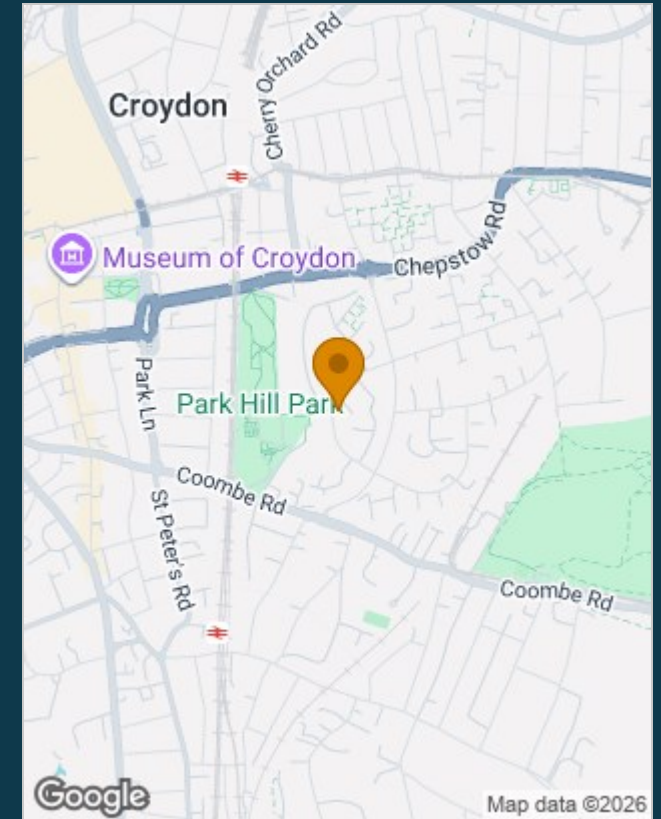 Cherry Orchard Rd
Croydon
Museum of Croydon
Chepstow Rd
Park Ln
Park Hill Park
Coombe Rd
St Peter's Rd
Coombe Rd
Google
Map data ©2026